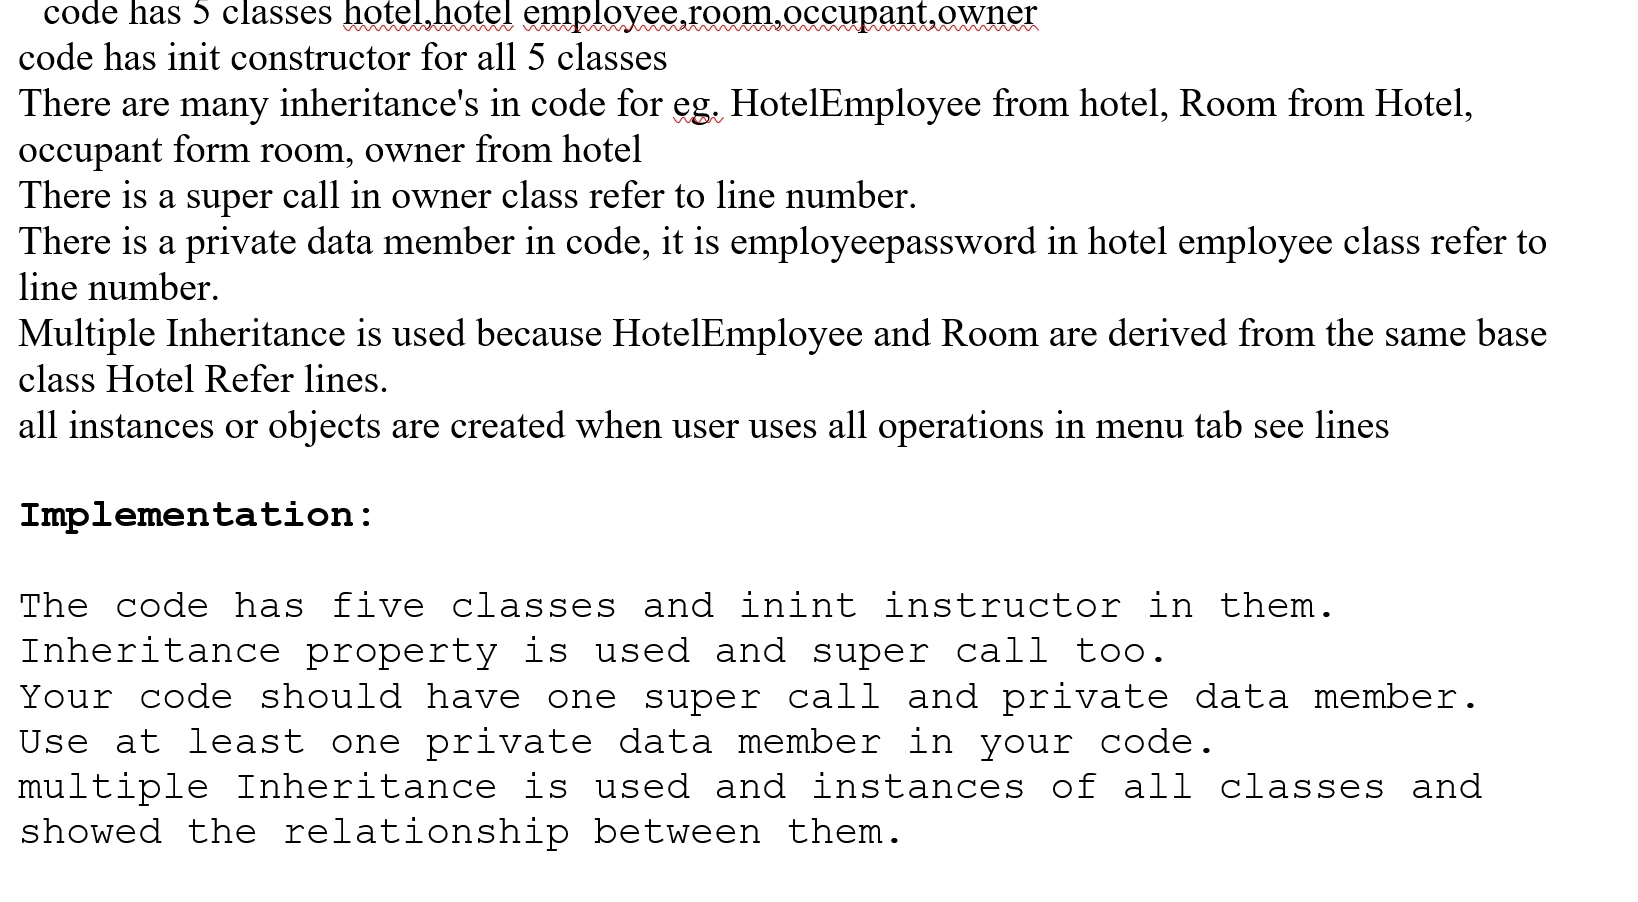 code has 5 classes hotel,hotel employee,room,occupant,owner
code has init constructor for all 5 classes
There are many inheritance's in code for eg. HotelEmployee from hotel, Room from Hotel,
occupant form room, owner from hotel
There is a super call in owner class refer to line number.
There is a private data member in code, it is employeepassword in hotel employee class refer to
line number.
Multiple Inheritance is used because HotelEmployee and Room are derived from the same base
class Hotel Refer lines.
all instances or objects are created when user uses all operations in menu tab see lines
Implementation:
The code has five classes and inint instructor in them.
Inheritance property is used and super call too.
Your code should have one super call and private data member.
Use at least one private data member in your code.
multiple Inheritance is used and instances of all classes and
showed the relationship between them.